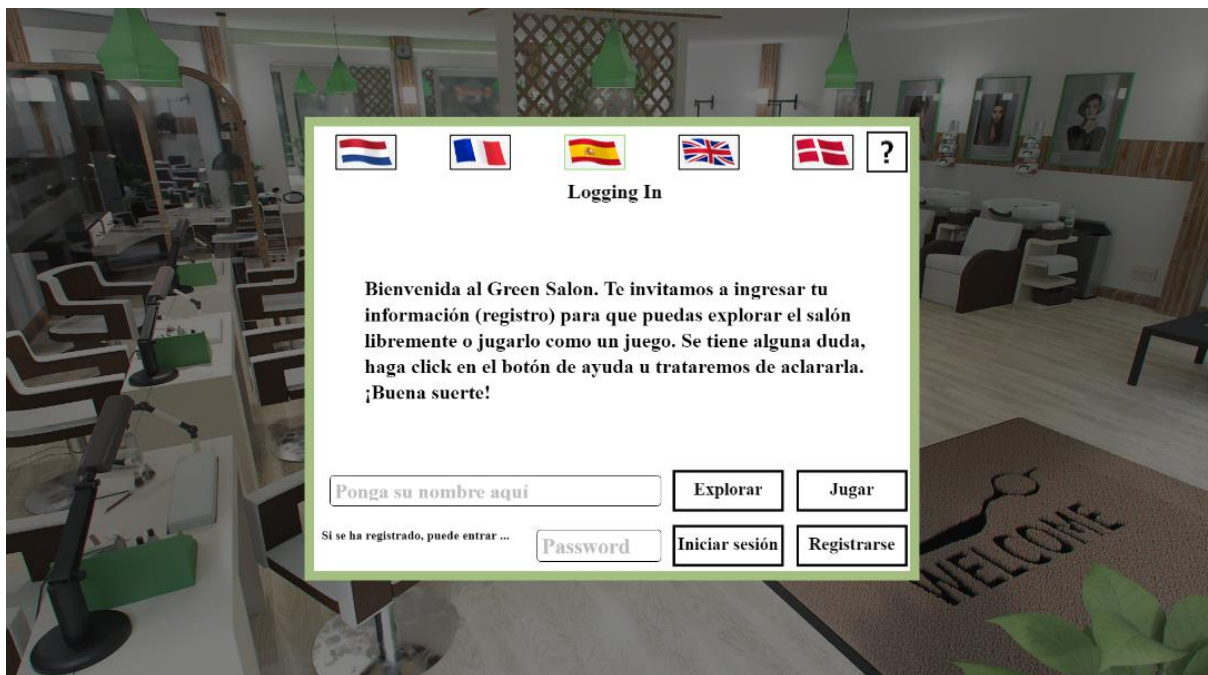 ?
Logging In
Bienvenida al Green Salon. Te invitamos a ingresar tu
información (registro) para que puedas explorar el salón
libremente o jugarlo como un juego. Se tiene alguna duda,
haga click en el botón de ayuda u trataremos de aclararla.
¡Buena suerte!
Ponga su nombre aquí
Explorar
Jugar
Si se ha registrado, puede entrar ...
Password
Iniciar sesión
Registrarse
WELCOME